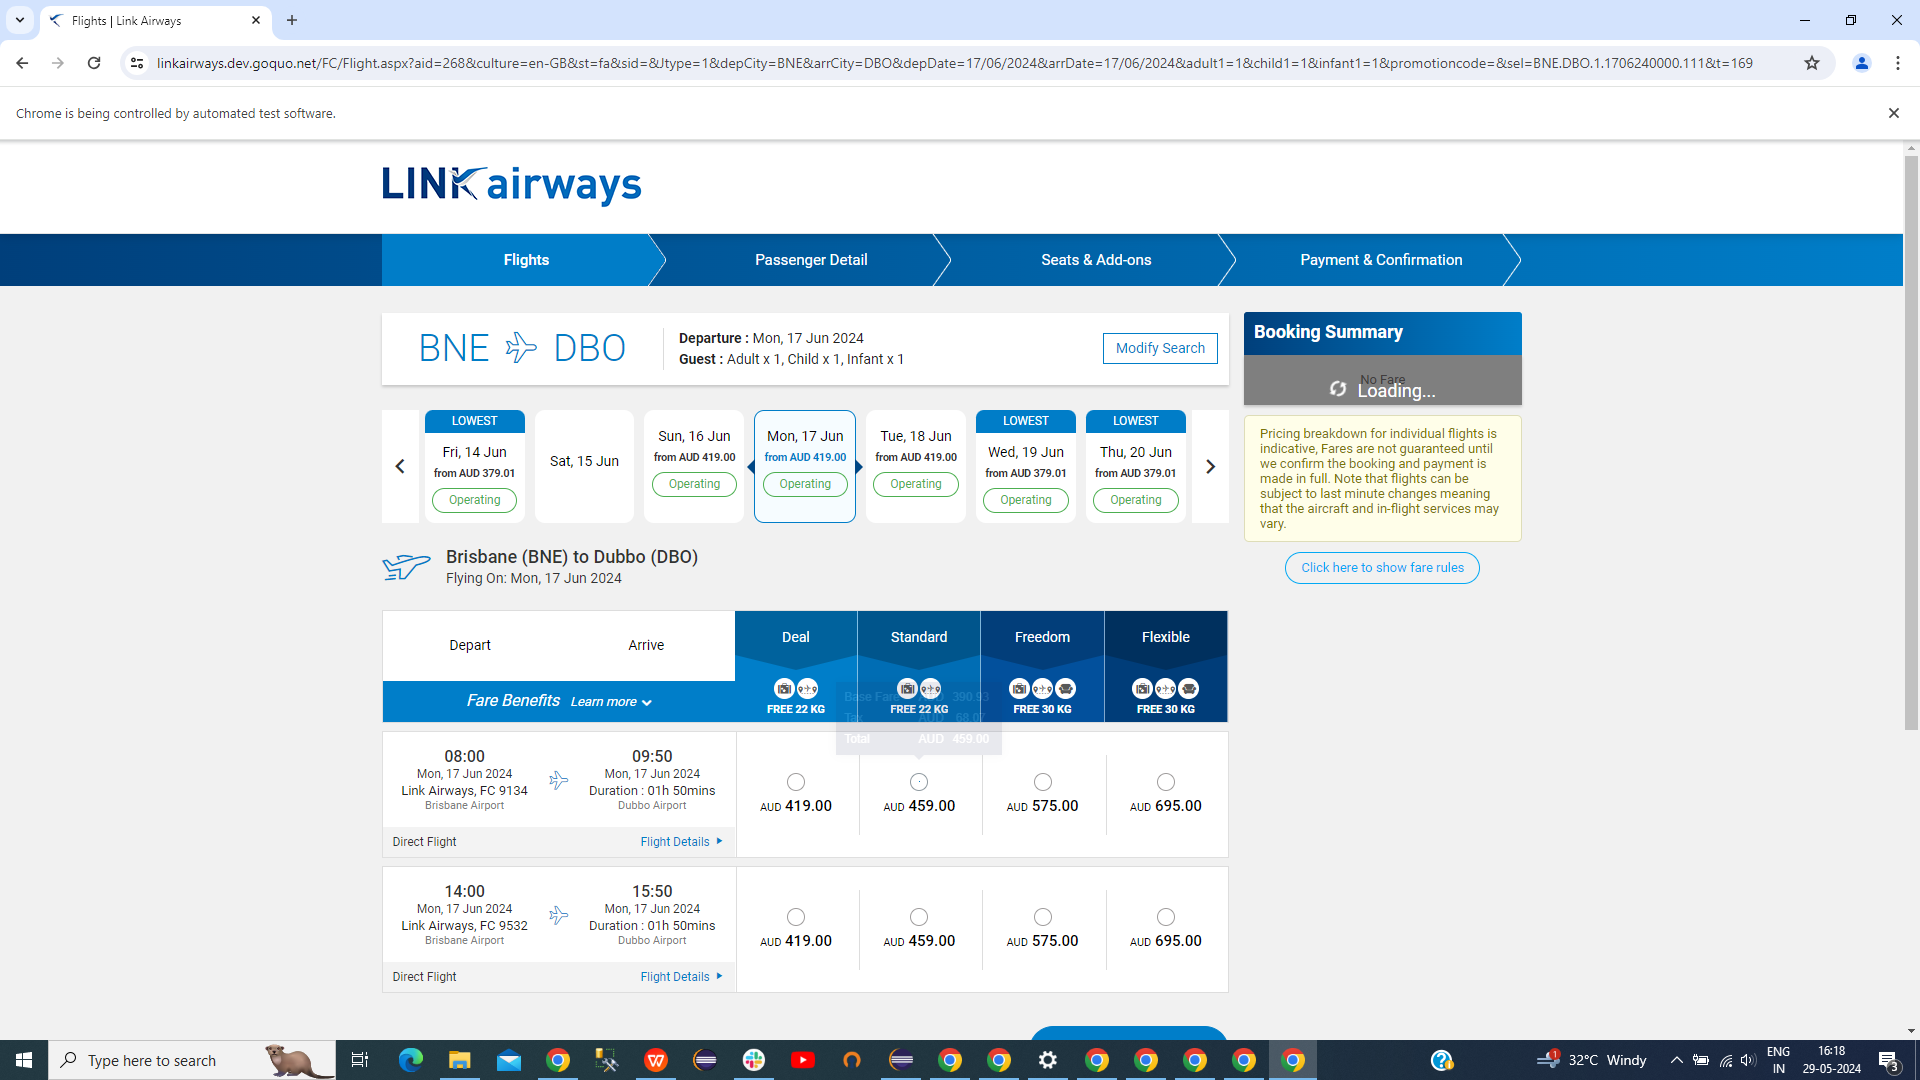 Flights | Link Airways
linkairways.dev.goquo.net/FC/Flight.aspx?aid=268&culture=en-GB&st=fa&sid=&Jtype=1&depCity=BNE&arrCity=DBO&depDate=17/06/2024&arrDate=17/06/2024&adult1=1&child1=1&infant1=1&promotioncode=&sel=BNE.DBO.1.1706240000.111&t=169
Chrome is being controlled by automated test software.
LINK airways
Flights
Passenger Detail
Seats & Add-ons
Payment & Confirmation
BNE DBO
Departure : Mon, 17 Jun 2024
Guest : Adult x 1, Child x 1, Infant x 1
Modify Search
Booking Summary
No Fare
Loading...
LOWEST
Fri, 14 Jun
from AUD 379.01
Operating
Sat, 15 Jun
Sun, 16 Jun
from AUD 419.00
Operating
Mon, 17 Jun
from AUD 419.00
Operating
Tue, 18 Jun
from AUD 419.00
Operating
LOWEST
Wed, 19 Jun
from AUD 379.01
Operating
LOWEST
Thu, 20 Jun
from AUD 379.01
Operating
Pricing breakdown for individual flights is
indicative, Fares are not guaranteed until
we confirm the booking and payment is
made in full. Note that flights can be
subject to last minute changes meaning
that the aircraft and in-flight services may
vary.
Click here to show fare rules
Brisbane (BNE) to Dubbo (DBO)
Flying On: Mon, 17 Jun 2024
Depart
Arrive
Deal
Standard
Freedom
Flexible
Fare Benefits Learn more
FREE 22 KG
FREE 22 KG
FREE 30 KG
FREE 30 KG
Base Fare 390.93
Tax AUD 68.07
Total AUD 459.00
08:00
Mon, 17 Jun 2024
Link Airways, FC 9134
Brisbane Airport
09:50
Mon, 17 Jun 2024
Duration : 01h 50mins
Dubbo Airport
AUD 419.00
AUD 459.00
AUD 575.00
AUD 695.00
Direct Flight
Flight Details
14:00
Mon, 17 Jun 2024
Link Airways, FC 9532
Brisbane Airport
15:50
Mon, 17 Jun 2024
Duration : 01h 50mins
Dubbo Airport
AUD 419.00
AUD 459.00
AUD 575.00
AUD 695.00
Direct Flight
Flight Details
Type here to search
32°C Windy
ENG
IN
16:18
29-05-2024
3